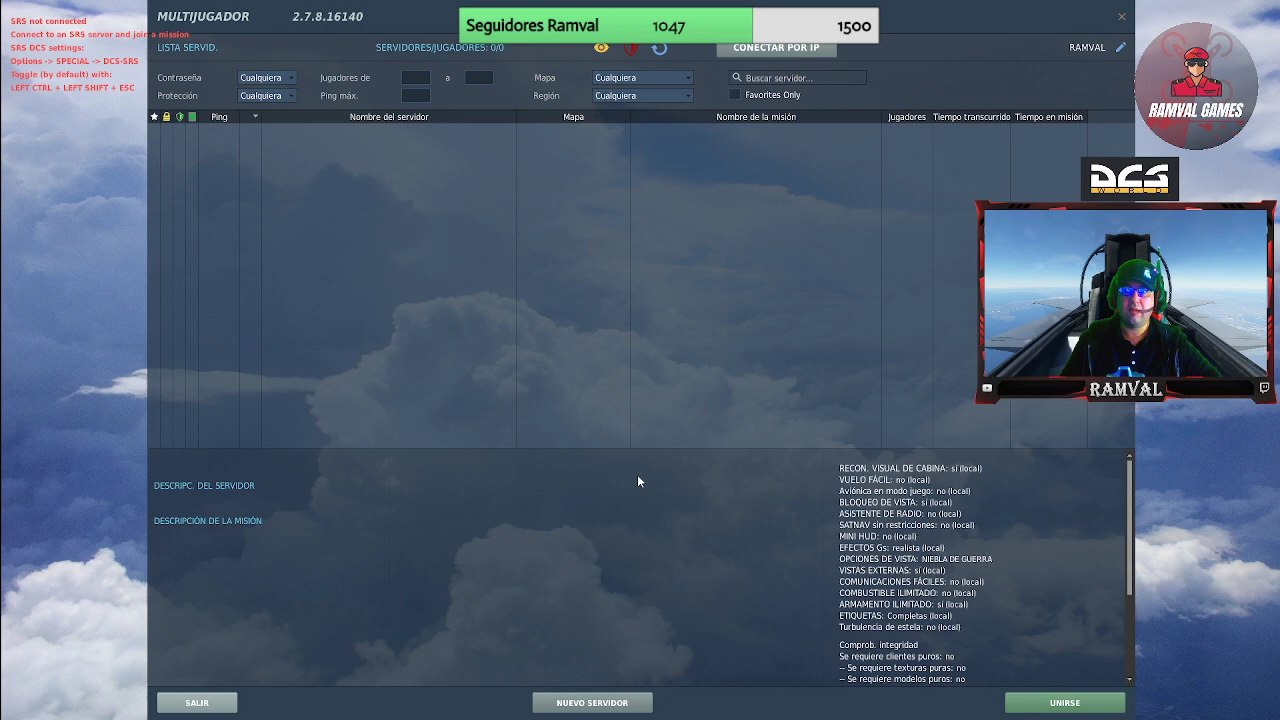 SRS not connected
Connect to an SRS server and join a mission
SRS DCS settings:
Options -> SPECIAL -> DCS-SRS
Toggle (by default) with:
LEFT CTRL + LEFT SHIFT + ESC
MULTIJUGADOR 2.7.8.16140
Seguidores Ramval 1047 1500
LISTA SERVID. SERVIDORES/JUGADORES: 0/0 CONECTAR POR IP RAMVAL
Contraseña Cualquiera Jugadores de a Mapa Cualquiera Buscar servidor...
Protección Cualquiera Ping máx. Región Cualquiera Favorites Only
Ping Nombre del servidor Mapa Nombre de la misión Jugadores Tiempo transcurrido Tiempo en misión
RAMVAL GAMES
DCS
WORLD
RAMVAL
DESCRIPC. DEL SERVIDOR
DESCRIPCIÓN DE LA MISIÓN
RECON. VISUAL DE CABINA: sí (local)
VUELO FÁCIL: no (local)
Aviónica en modo juego: no (local)
BLOQUEO DE VISTA: sí (local)
ASISTENTE DE RADIO: no (local)
SATNAV sin restricciones: no (local)
MINI HUD: no (local)
EFECTOS Gs: realista (local)
OPCIONES DE VISTA: NIEBLA DE GUERRA
VISTAS EXTERNAS: sí (local)
COMUNICACIONES FÁCILES: no (local)
COMBUSTIBLE ILIMITADO: no (local)
ARMAMENTO ILIMITADO: sí (local)
ETIQUETAS: Completas (local)
Turbulencia de estela: no (local)
Comprob. integridad
Se requiere clientes puros: no
-- Se requiere texturas puras: no
-- Se requiere modelos puros: no
SALIR NUEVO SERVIDOR UNIRSE